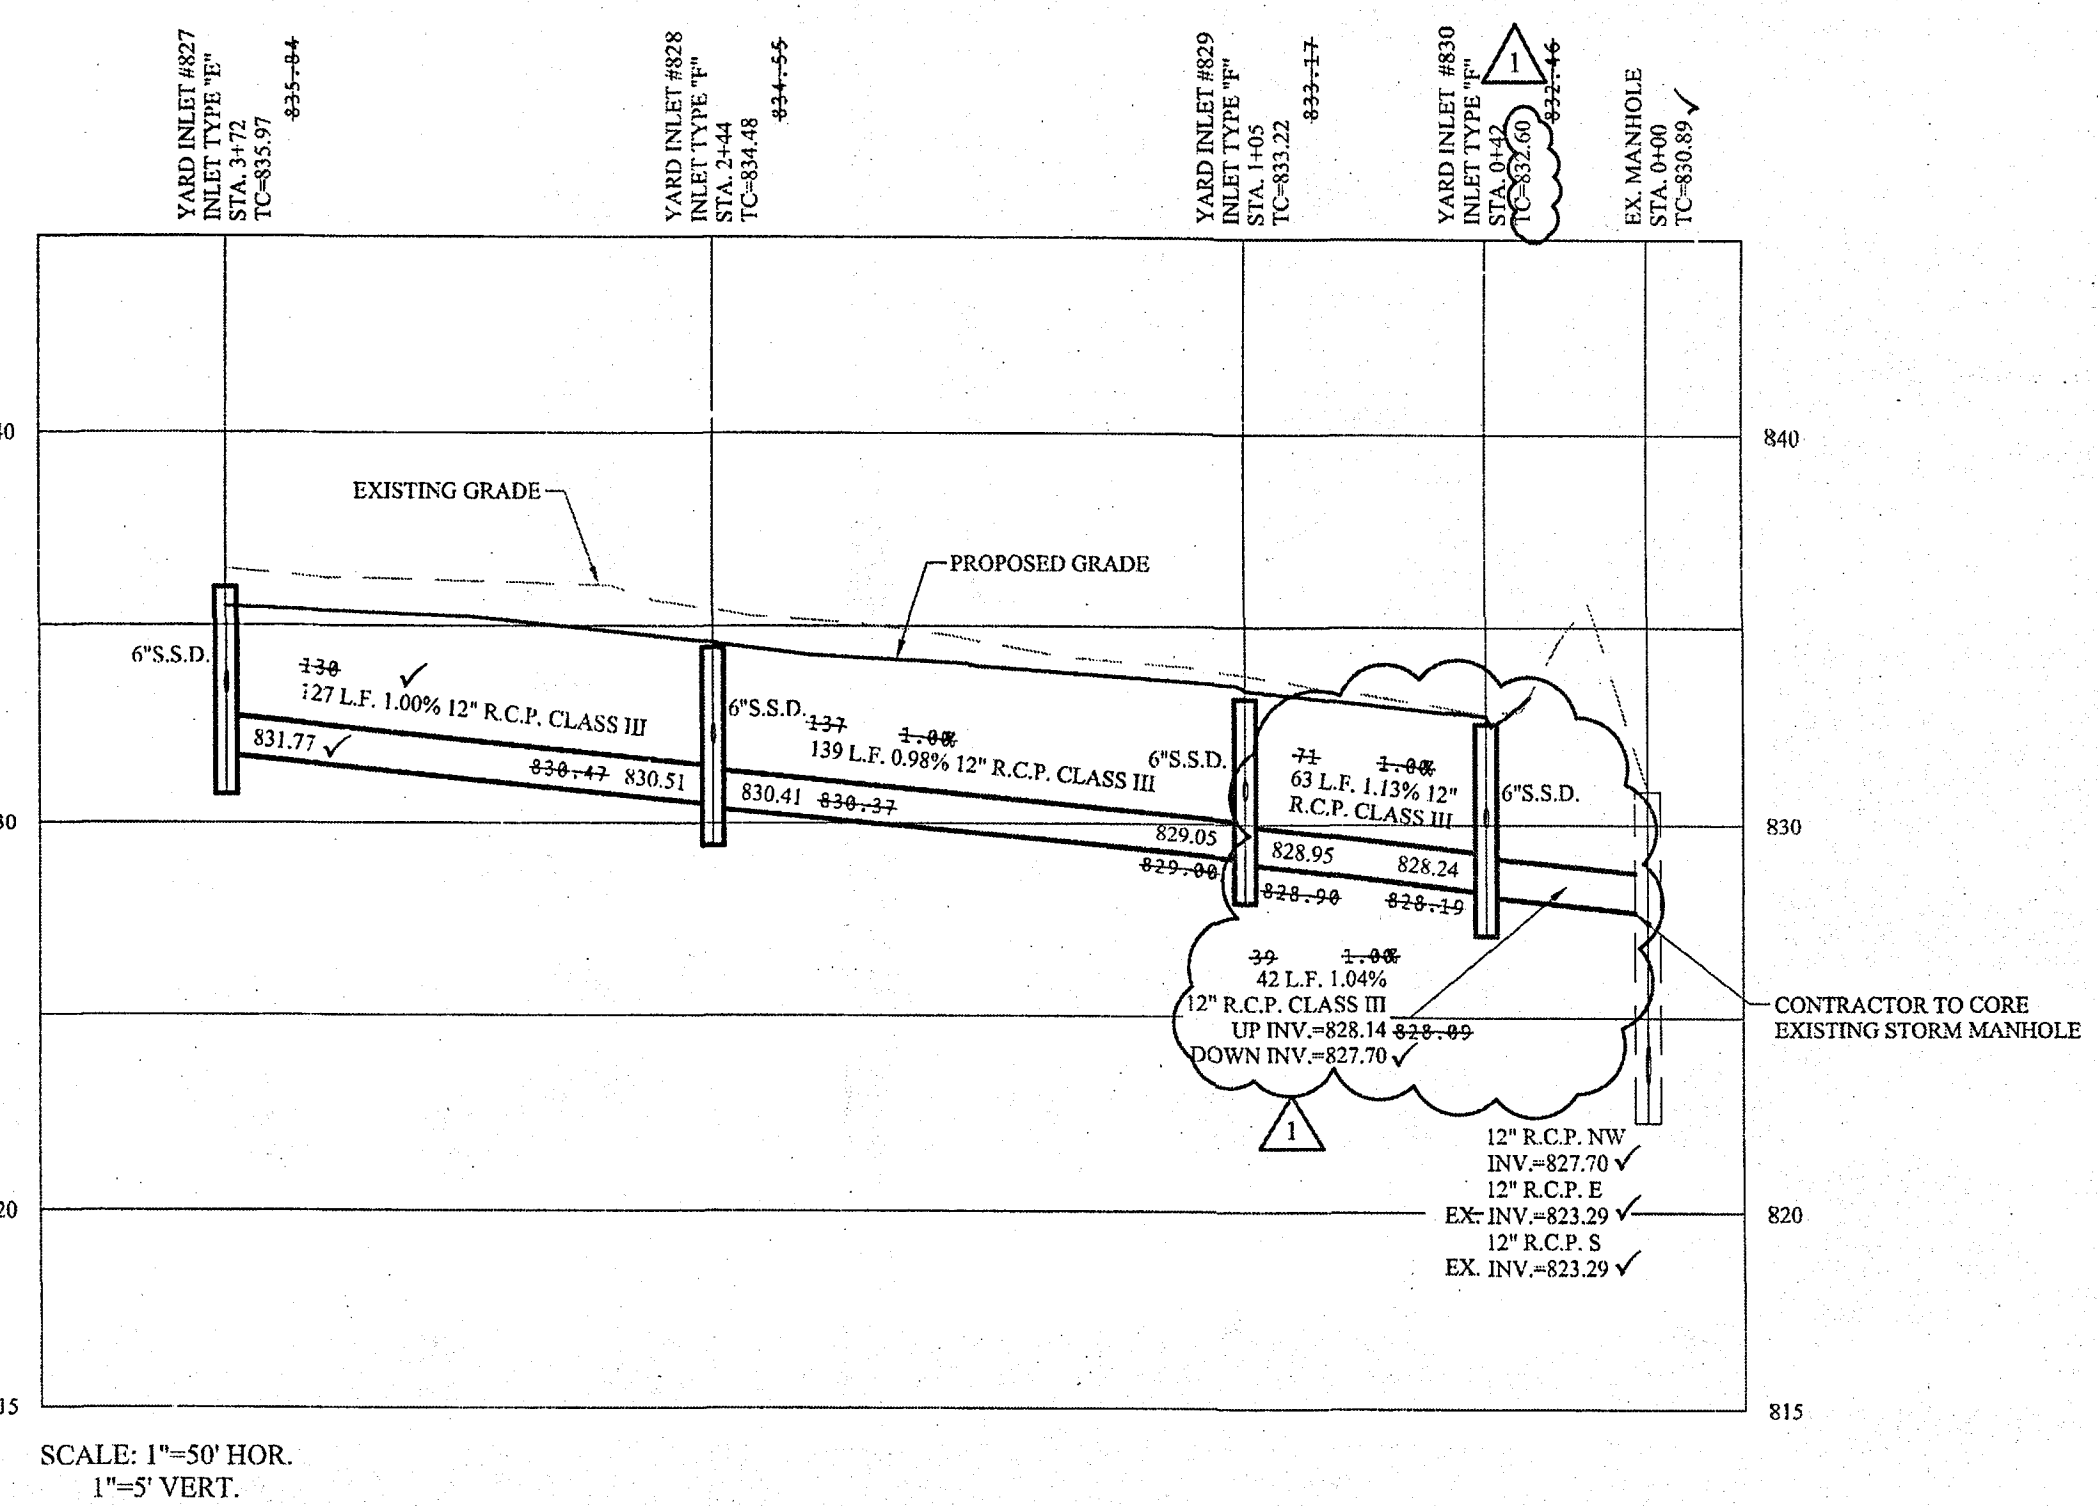 YARD INLET #827
INLET TYPE "E"
STA. 3+72
TC=835.97
835.84
YARD INLET #828
INLET TYPE "F"
STA. 2+44
TC=834.48
834.55
YARD INLET #829
INLET TYPE "F"
STA. 1+05
TC=833.22
833.17
YARD INLET #830
INLET TYPE "F"
STA. 0+42
TC=832.60
832.46
1
EX. MANHOLE
STA. 0+00
TC=830.89 ✓
40
840
EXISTING GRADE
PROPOSED GRADE
6"S.S.D.
130 ✓
127 L.F. 1.00% 12" R.C.P. CLASS III
831.77 ✓
830.47 830.51
6"S.S.D.
137 1.00%
139 L.F. 0.98% 12" R.C.P. CLASS III
830.41 830.37
829.05
829.00
6"S.S.D.
71 1.00%
63 L.F. 1.13% 12"
R.C.P. CLASS III
828.95 828.24
828.90 828.19
6"S.S.D.
30
830
39 1.00%
42 L.F. 1.04%
12" R.C.P. CLASS III
UP INV.=828.14 828.09
DOWN INV.=827.70 ✓
1
CONTRACTOR TO CORE
EXISTING STORM MANHOLE
12" R.C.P. NW
INV.=827.70 ✓
12" R.C.P. E
EX. INV.=823.29 ✓
12" R.C.P. S
EX. INV.=823.29 ✓
20
820
15
815
SCALE: 1"=50' HOR.
1"=5' VERT.